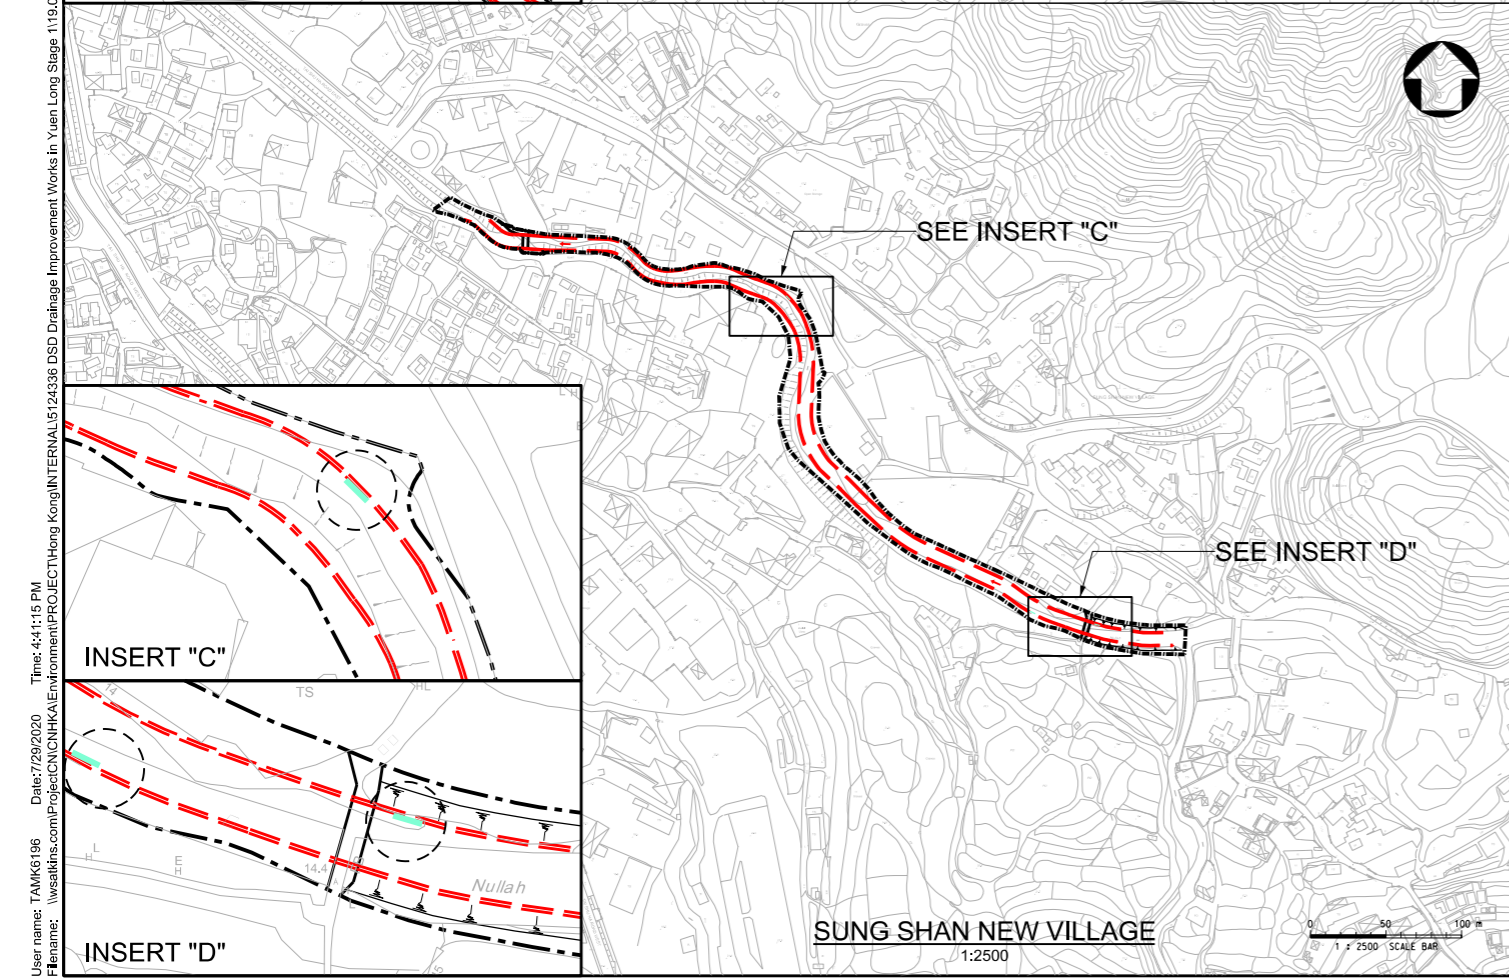 SEE INSERT "C"
SEE INSERT "D"
INSERT "C"
L H
TS
HL
14
L
H
E
H
14.4
Nullah
15
INSERT "D"
SUNG SHAN NEW VILLAGE
1:2500
0 50 100 m
1 : 2500 SCALE BAR
User name: TAMK6196 Date:7/29/2020 Time: 4:41:15 PM
Filename: \\wsatkins.com\Project\CN\CNHKA\Environment\PROJECT\Hong Kong\INTERNAL\5124336 DSD Drainage Improvement Works in Yuen Long Stage 1\19.0